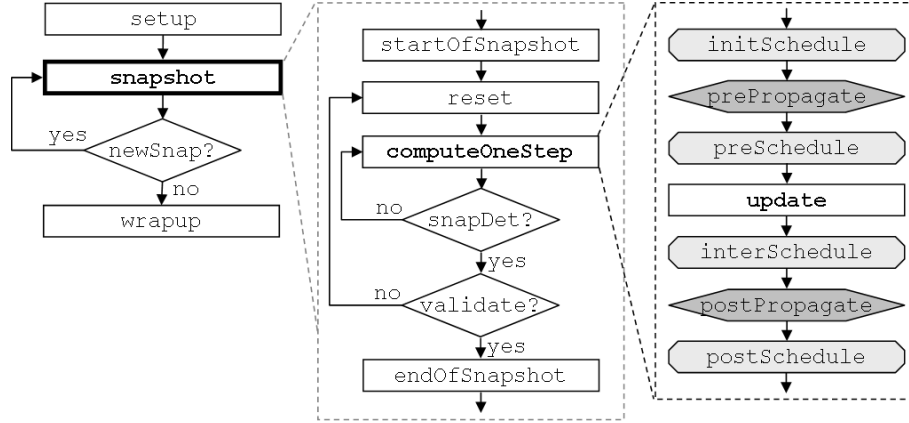 setup
snapshot
yes
newSnap?
no
wrapup
startOfSnapshot
reset
computeOneStep
no
snapDet?
yes
no
validate?
yes
endOfSnapshot
initSchedule
prePropagate
preSchedule
update
interSchedule
postPropagate
postSchedule